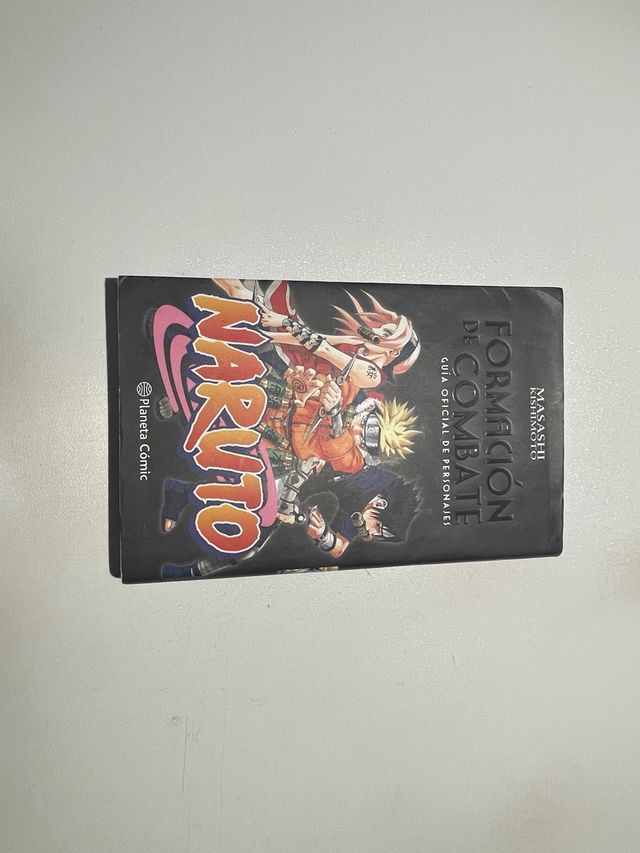 MASASHI
KISHIMOTO
FORMACIÓN
DE COMBATE
GUÍA OFICIAL DE PERSONAJES
NARUTO
Planeta Cómic